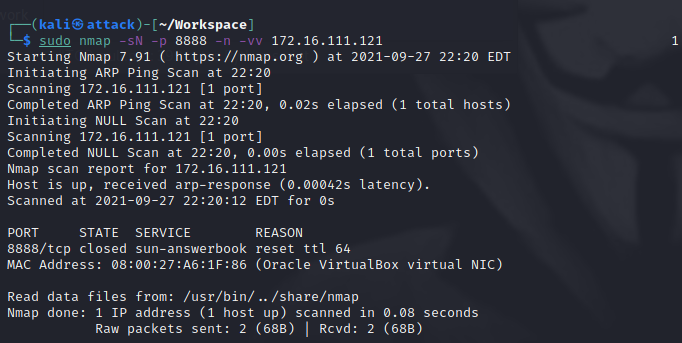 ┌──(kali㉿attack)-[~/Workspace]
└─$ sudo nmap -sN -p 8888 -n -vv 172.16.111.121 1
Starting Nmap 7.91 ( https://nmap.org ) at 2021-09-27 22:20 EDT
Initiating ARP Ping Scan at 22:20
Scanning 172.16.111.121 [1 port]
Completed ARP Ping Scan at 22:20, 0.02s elapsed (1 total hosts)
Initiating NULL Scan at 22:20
Scanning 172.16.111.121 [1 port]
Completed NULL Scan at 22:20, 0.00s elapsed (1 total ports)
Nmap scan report for 172.16.111.121
Host is up, received arp-response (0.00042s latency).
Scanned at 2021-09-27 22:20:12 EDT for 0s

PORT     STATE  SERVICE        REASON
8888/tcp closed sun-answerbook reset ttl 64
MAC Address: 08:00:27:A6:1F:86 (Oracle VirtualBox virtual NIC)

Read data files from: /usr/bin/../share/nmap
Nmap done: 1 IP address (1 host up) scanned in 0.08 seconds
           Raw packets sent: 2 (68B) | Rcvd: 2 (68B)